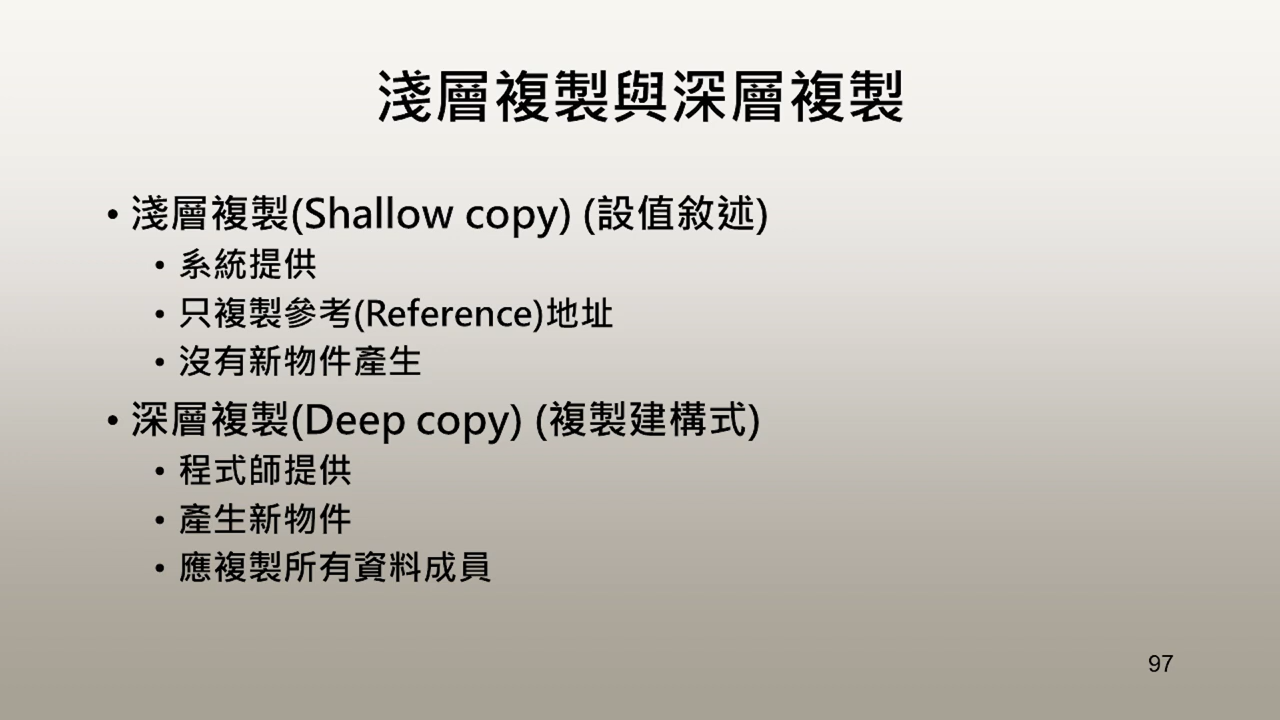 淺層複製與深層複製
• 淺層複製(Shallow copy) (設值敘述)
• 系統提供
• 只複製參考(Reference)地址
• 沒有新物件產生
• 深層複製(Deep copy) (複製建構式)
• 程式師提供
• 產生新物件
• 應複製所有資料成員
97